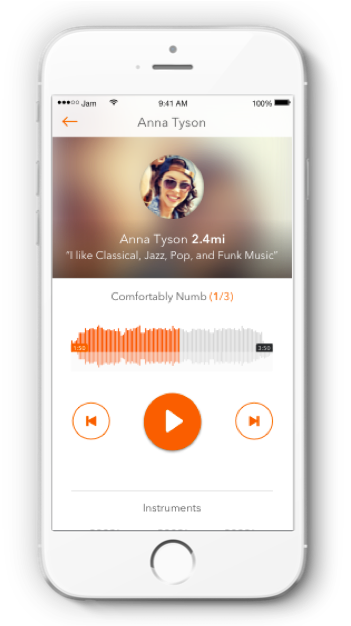 Jam 9:41 AM 100%
Anna Tyson
Anna Tyson 2.4mi
“I like Classical, Jazz, Pop, and Funk Music”
Comfortably Numb (1/3)
1:50 3:55
Instruments